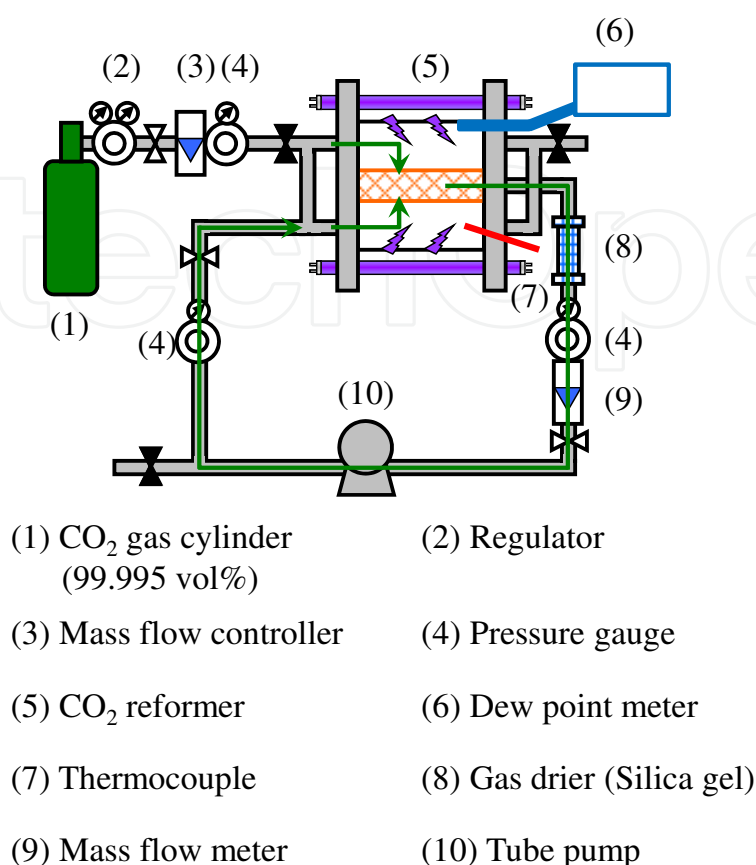 (6)
(2) (3) (4) (5)
(8)
(7)
(1)
(4) (4)
(10) (9)
(1) CO₂ gas cylinder (2) Regulator
(99.995 vol%)
(3) Mass flow controller (4) Pressure gauge
(5) CO₂ reformer (6) Dew point meter
(7) Thermocouple (8) Gas drier (Silica gel)
(9) Mass flow meter (10) Tube pump